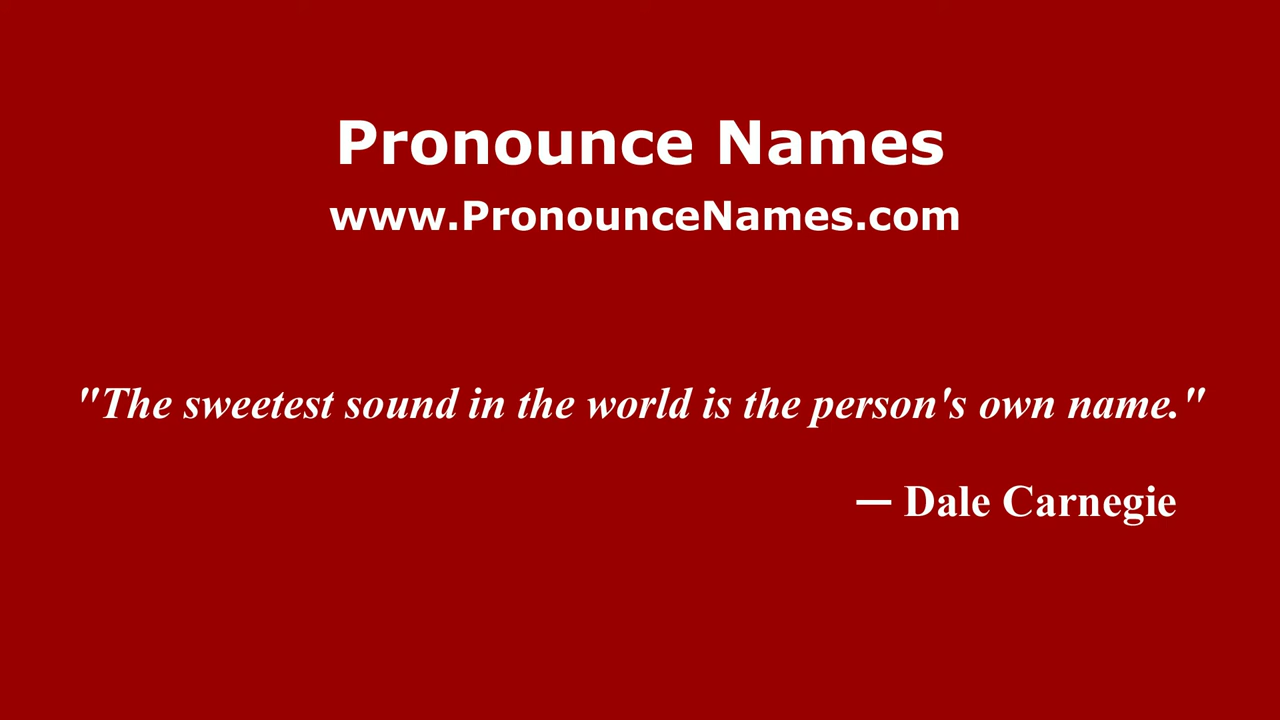 Pronounce Names
www.PronounceNames.com
"The sweetest sound in the world is the person's own name."
— Dale Carnegie